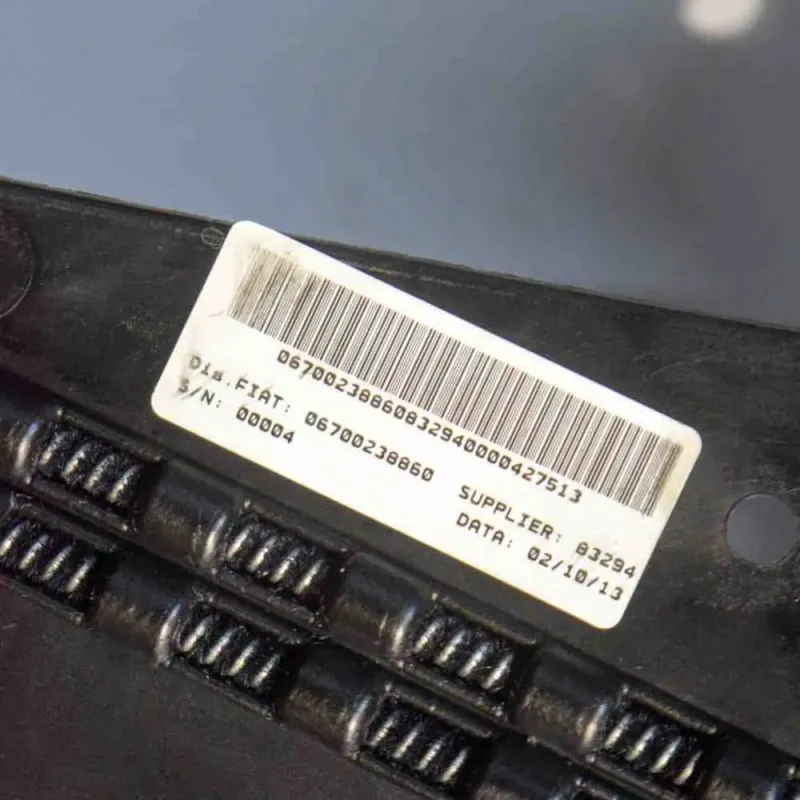 06700238860832940000427513
Dis.FIAT: 06700238860
S/N: 00004
SUPPLIER: 83294
DATA: 02/10/13